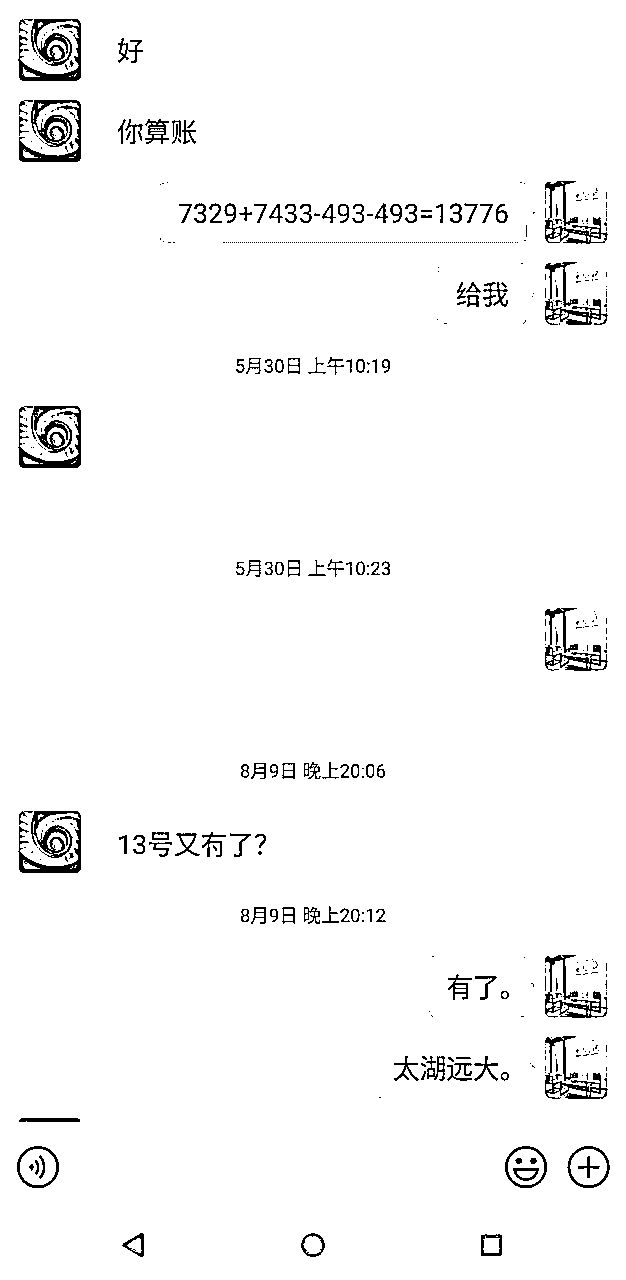 好
你算账
7329+7433-493-493=13776
给我
5月30日 上午10:19
5月30日 上午10:23
8月9日 晚上20:06
13号又有了？
8月9日 晚上20:12
有了。
太湖远大。